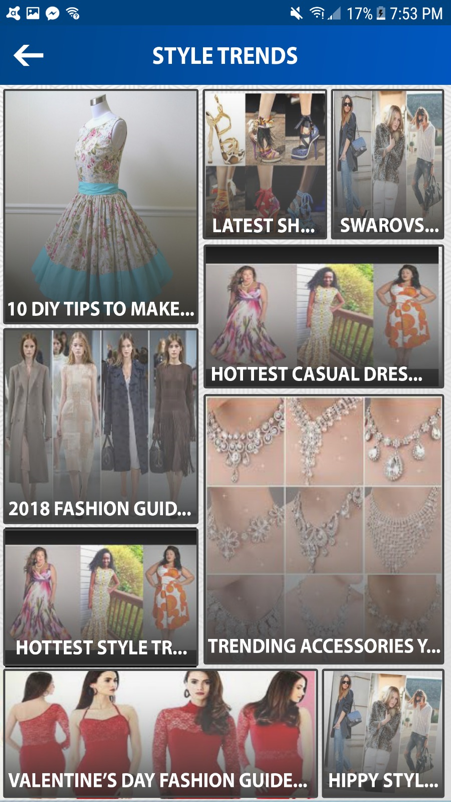 17% 7:53 PM
STYLE TRENDS
10 DIY TIPS TO MAKE...
LATEST SH...
SWAROVS...
HOTTEST CASUAL DRES...
2018 FASHION GUID...
HOTTEST STYLE TR...
TRENDING ACCESSORIES Y...
VALENTINE'S DAY FASHION GUIDE...
HIPPY STYL...